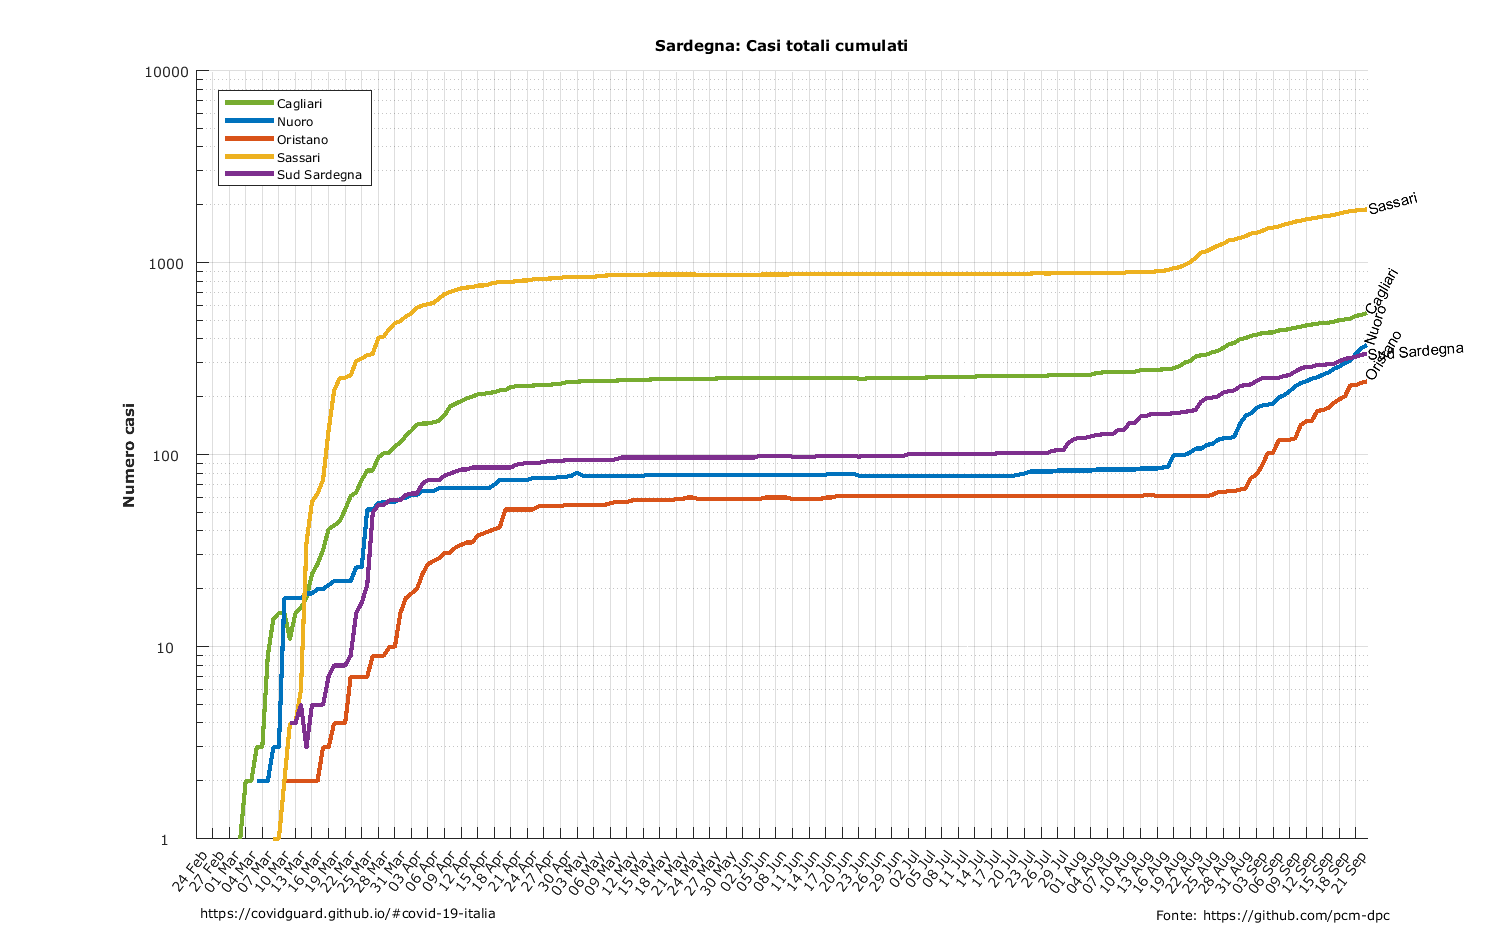 Sardegna: Casi totali cumulati
10000
1000
100
10
1
Numero casi
Cagliari
Nuoro
Oristano
Sassari
Sud Sardegna
Sassari
Cagliari
Nuoro
Sud Sardegna
Oristano
24 Feb
27 Feb
01 Mar
04 Mar
07 Mar
10 Mar
13 Mar
16 Mar
19 Mar
22 Mar
25 Mar
28 Mar
31 Mar
03 Apr
06 Apr
09 Apr
12 Apr
15 Apr
18 Apr
21 Apr
24 Apr
27 Apr
30 Apr
03 May
06 May
09 May
12 May
15 May
18 May
21 May
24 May
27 May
30 May
02 Jun
05 Jun
08 Jun
11 Jun
14 Jun
17 Jun
20 Jun
23 Jun
26 Jun
29 Jun
02 Jul
05 Jul
08 Jul
11 Jul
14 Jul
17 Jul
20 Jul
23 Jul
26 Jul
29 Jul
01 Aug
04 Aug
07 Aug
10 Aug
13 Aug
16 Aug
19 Aug
22 Aug
25 Aug
28 Aug
31 Aug
03 Sep
06 Sep
09 Sep
12 Sep
15 Sep
18 Sep
21 Sep
https://covidguard.github.io/#covid-19-italia
Fonte: https://github.com/pcm-dpc